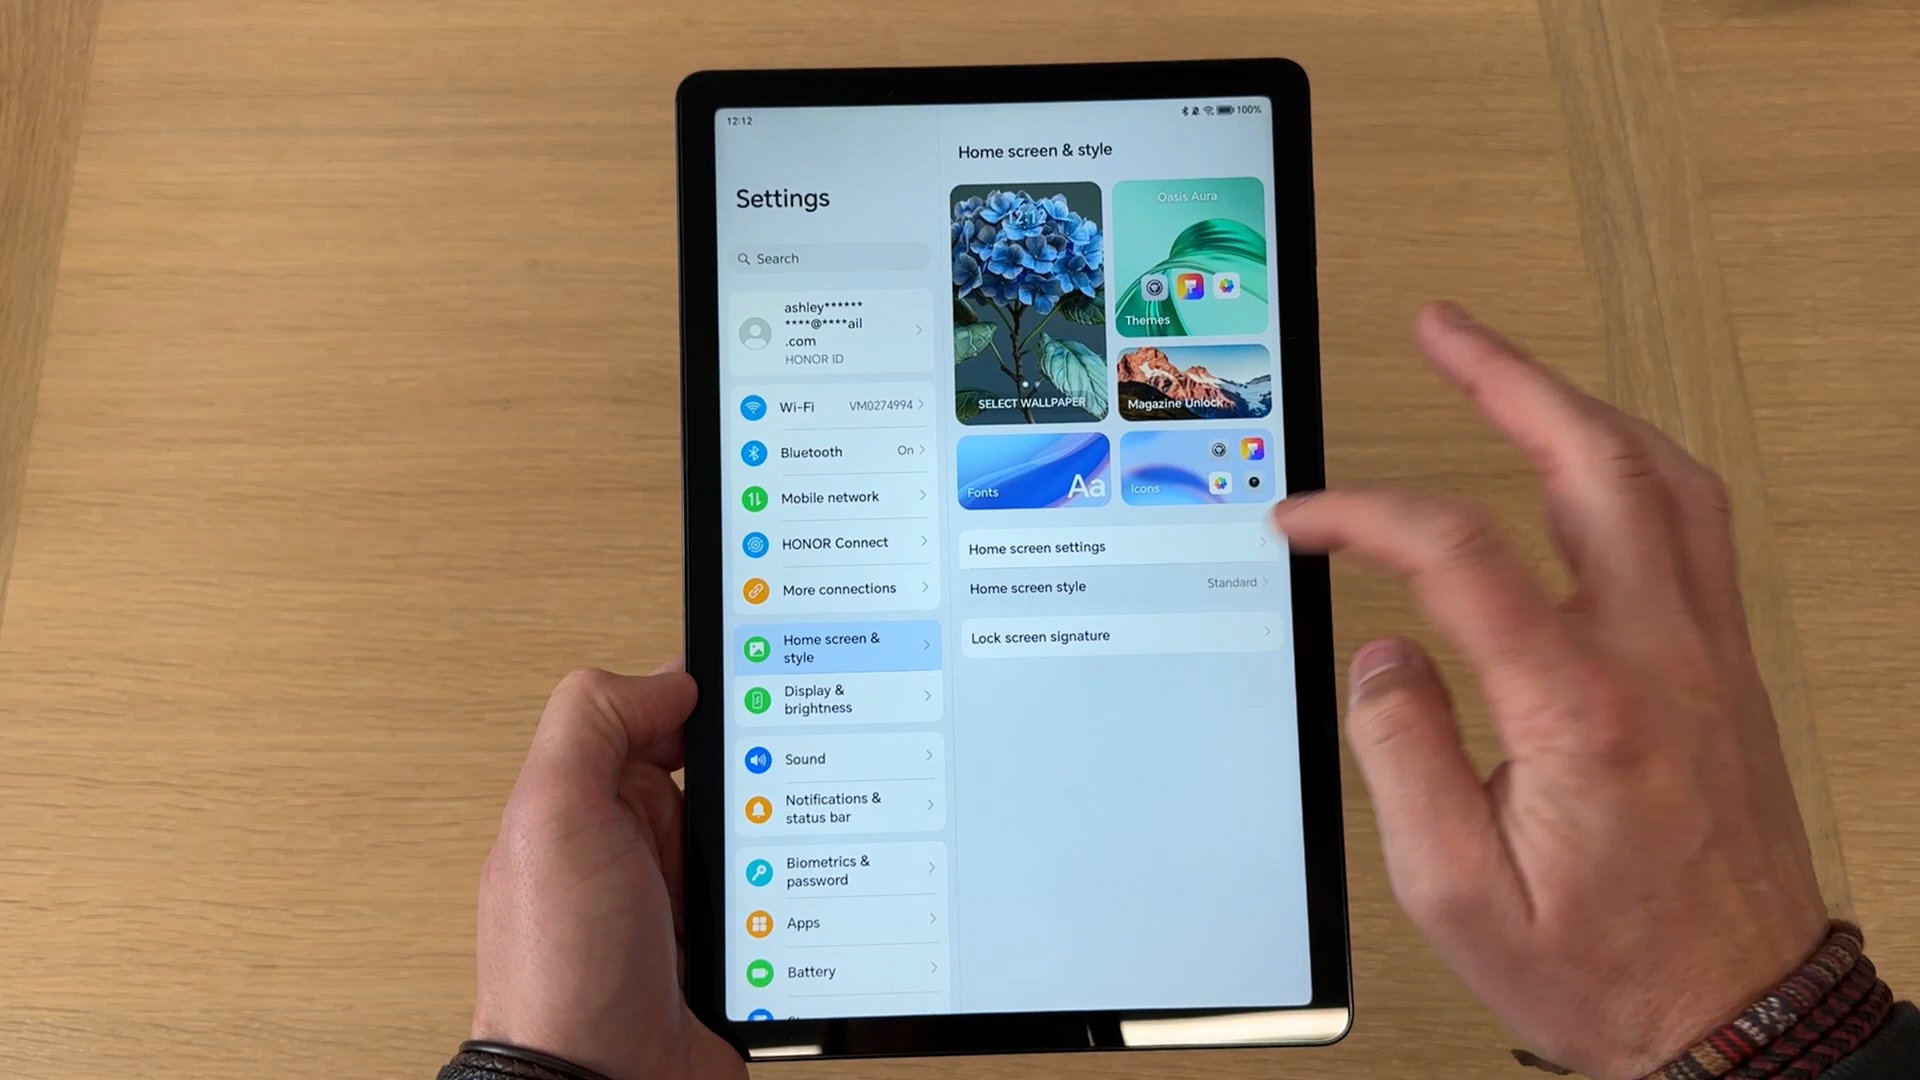 12:12
100%
Settings
Search
ashley******
****@****ail
.com
HONOR ID
Wi-Fi
VM0274994
Bluetooth
On
Mobile network
HONOR Connect
More connections
Home screen &
style
Display &
brightness
Sound
Notifications &
status bar
Biometrics &
password
Apps
Battery
Home screen & style
12:12
SELECT WALLPAPER
Oasis Aura
Themes
Magazine Unlock
Fonts
Aa
Icons
Home screen settings
Home screen style
Standard
Lock screen signature